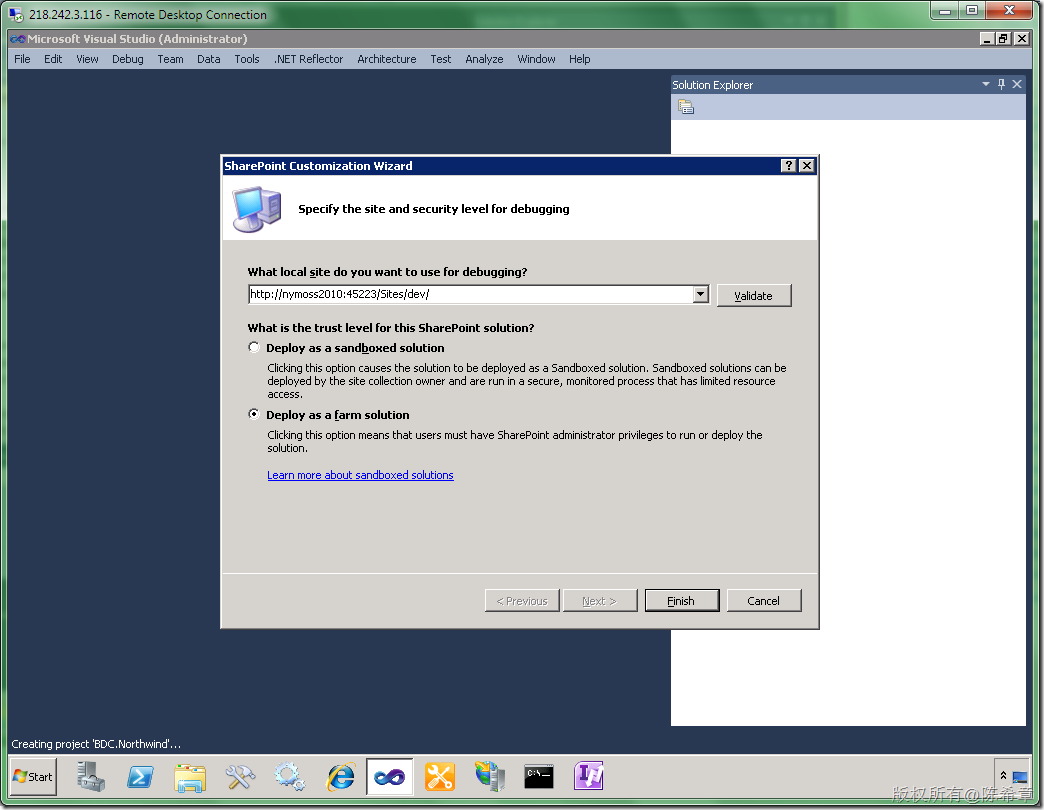 218.242.3.116 - Remote Desktop Connection
Microsoft Visual Studio (Administrator)
File Edit View Debug Team Data Tools .NET Reflector Architecture Test Analyze Window Help
Solution Explorer
SharePoint Customization Wizard
Specify the site and security level for debugging
What local site do you want to use for debugging?
http://nymoss2010:45223/Sites/dev/
Validate
What is the trust level for this SharePoint solution?
Deploy as a sandboxed solution
Clicking this option causes the solution to be deployed as a Sandboxed solution. Sandboxed solutions can be
deployed by the site collection owner and are run in a secure, monitored process that has limited resource
access.
Deploy as a farm solution
Clicking this option means that users must have SharePoint administrator privileges to run or deploy the
solution.
Learn more about sandboxed solutions
< Previous Next > Finish Cancel
Creating project 'BDC.Northwind'...
Start
C:\
版权所有@陈希章